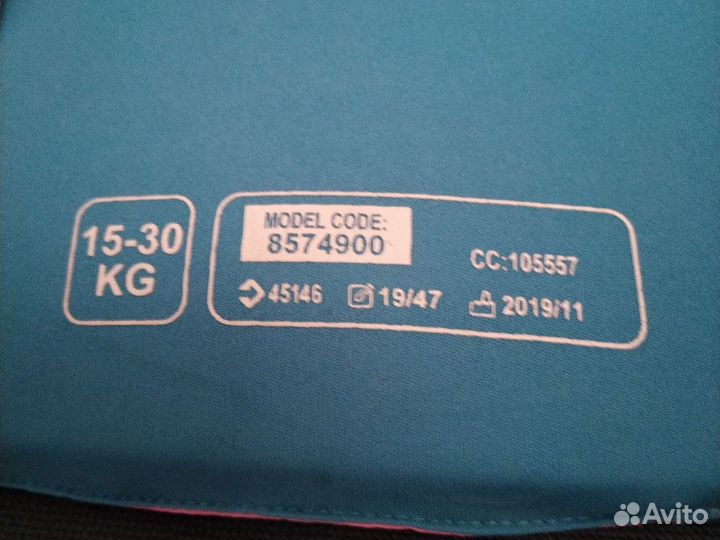 15-30
KG
MODEL CODE:
8574900
CC:105557
45146 19/47 2019/11
Avito